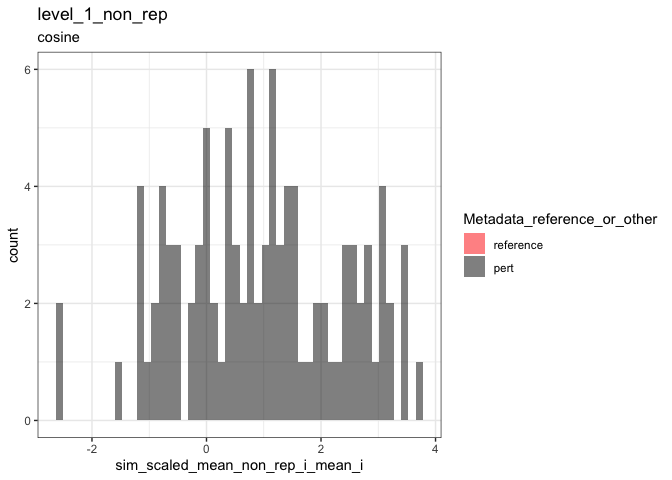 level_1_non_rep
cosine
6
4
2
0
count
-2
0
2
4
sim_scaled_mean_non_rep_i_mean_i
Metadata_reference_or_other
reference
pert